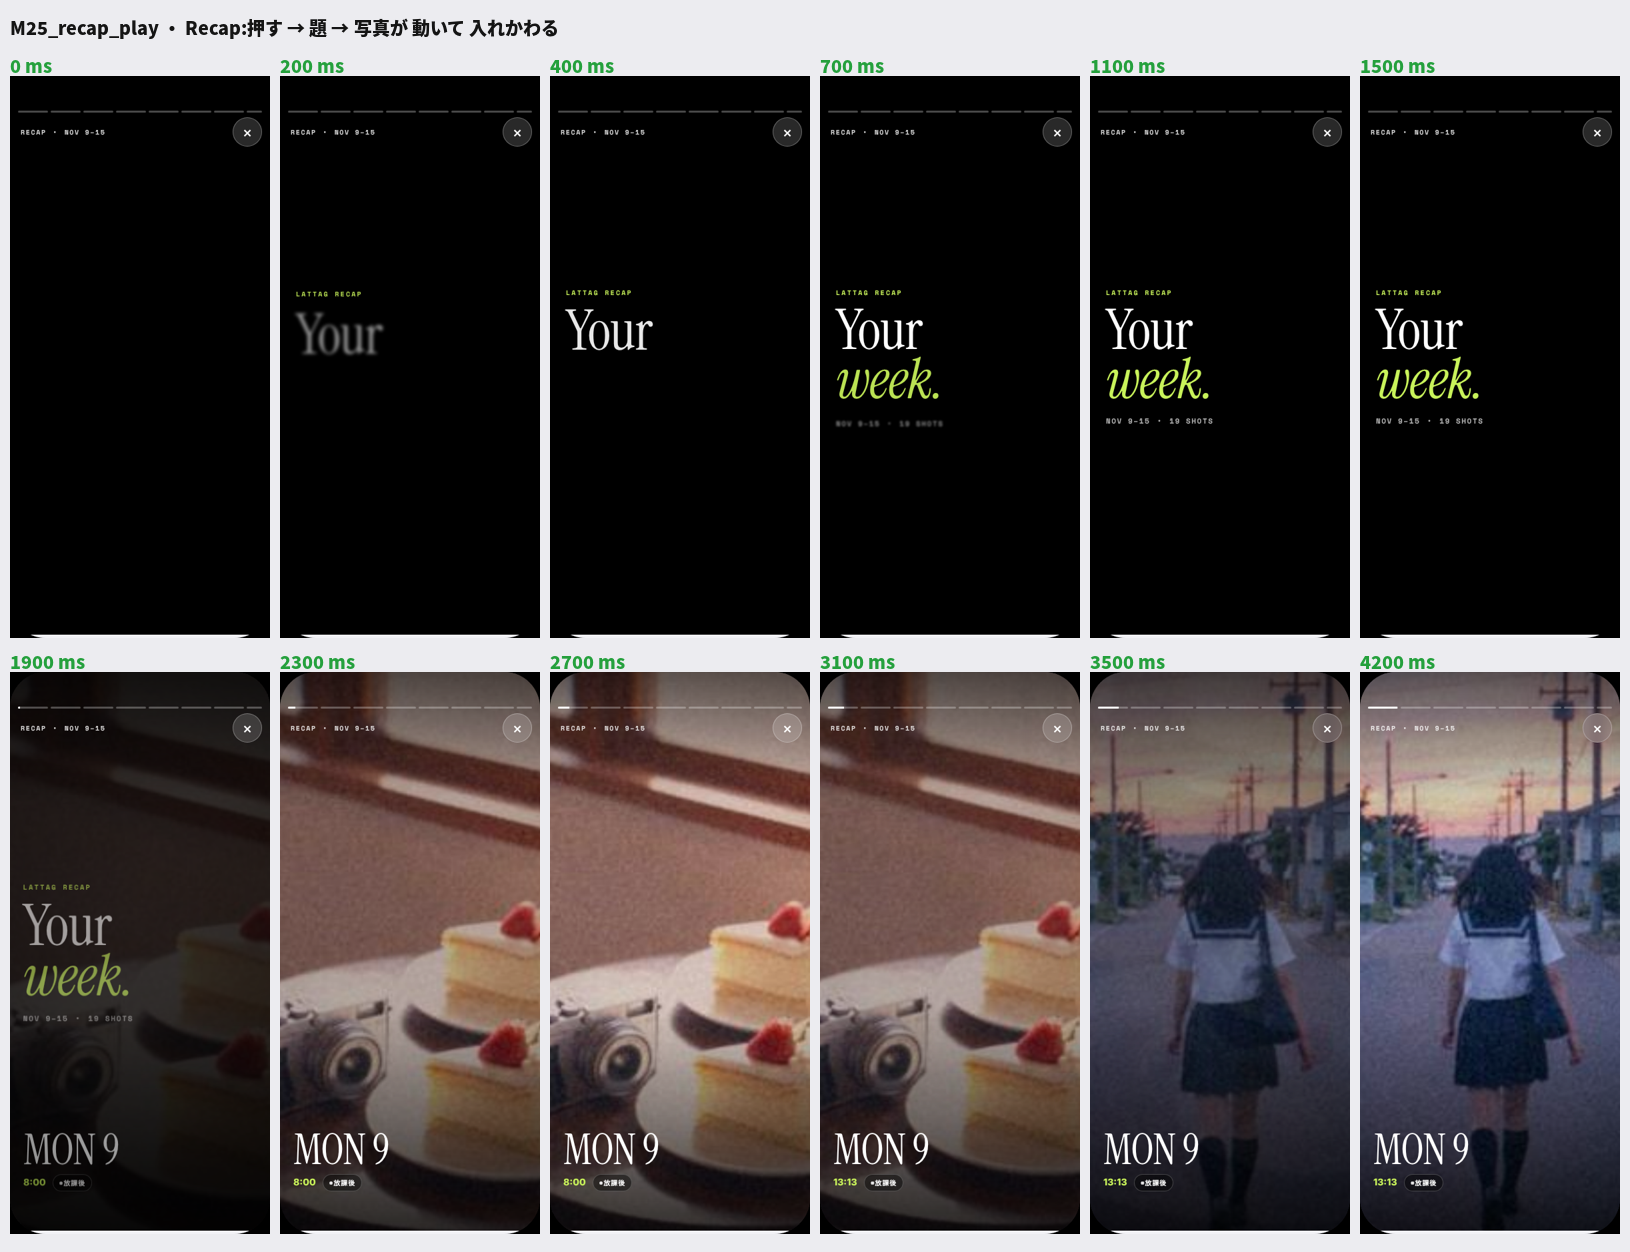 M25_recap_play ・ Recap:押す → 題 → 写真が 動いて 入れかわる
0 ms
200 ms
400 ms
700 ms
1100 ms
1500 ms
RECAP · NOV 9–15
×
RECAP · NOV 9–15
×
RECAP · NOV 9–15
×
RECAP · NOV 9–15
×
RECAP · NOV 9–15
×
RECAP · NOV 9–15
×
LATTAG RECAP
Your
LATTAG RECAP
Your
LATTAG RECAP
Your
week.
NOV 9–15 · 19 SHOTS
LATTAG RECAP
Your
week.
NOV 9–15 · 19 SHOTS
LATTAG RECAP
Your
week.
NOV 9–15 · 19 SHOTS
1900 ms
2300 ms
2700 ms
3100 ms
3500 ms
4200 ms
RECAP · NOV 9–15
×
LATTAG RECAP
Your
week.
NOV 9–15 · 19 SHOTS
MON 9
8:00 •放課後
RECAP · NOV 9–15
×
MON 9
8:00 •放課後
RECAP · NOV 9–15
×
MON 9
8:00 •放課後
RECAP · NOV 9–15
×
MON 9
13:13 •放課後
RECAP · NOV 9–15
×
MON 9
13:13 •放課後
RECAP · NOV 9–15
×
MON 9
13:13 •放課後